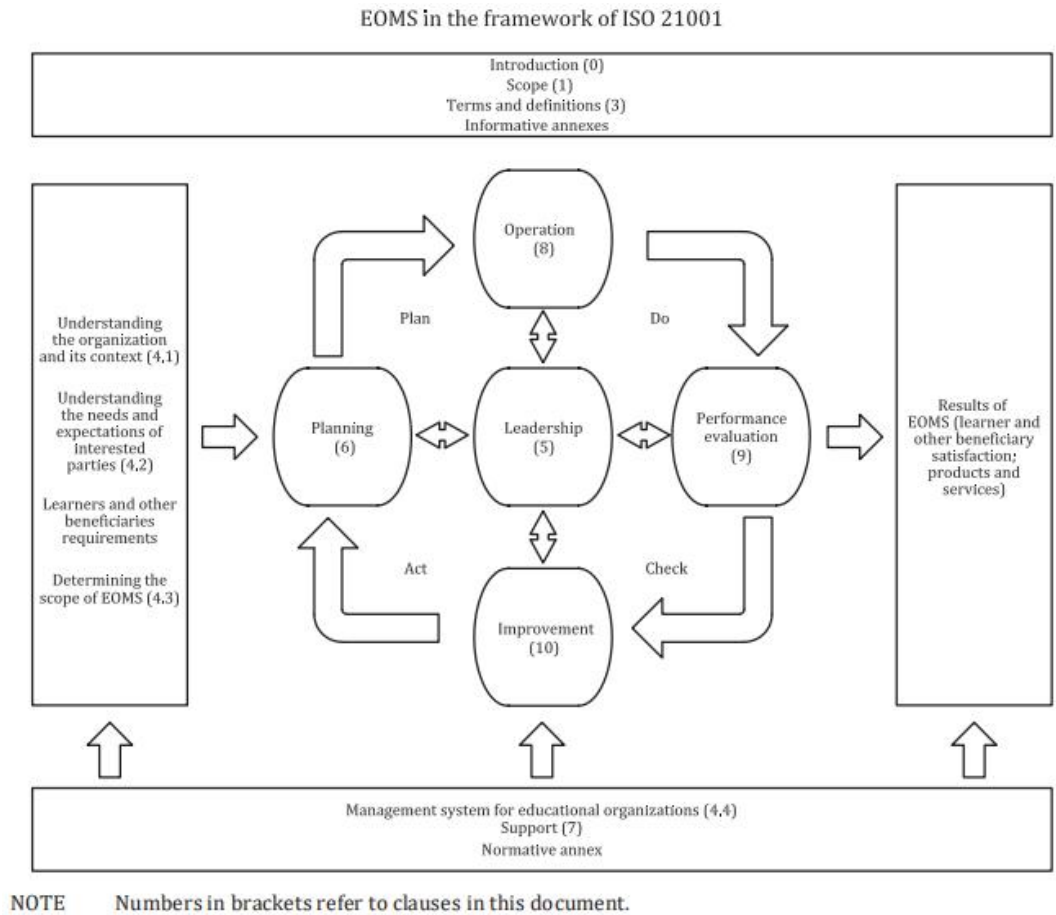 EOMS in the framework of ISO 21001
Introduction (0)
Scope (1)
Terms and definitions (3)
Informative annexes
Understanding
the organization
and its context (4.1)
Understanding
the needs and
expectations of
interested
parties (4.2)
Learners and other
beneficiaries
requirements
Determining the
scope of EOMS (4.3)
Operation
(8)
Plan
Do
Planning
(6)
Leadership
(5)
Performance
evaluation
(9)
Act
Check
Improvement
(10)
Results of
EOMS (learner and
other beneficiary
satisfaction;
products and
services)
Management system for educational organizations (4.4)
Support (7)
Normative annex
NOTE Numbers in brackets refer to clauses in this document.